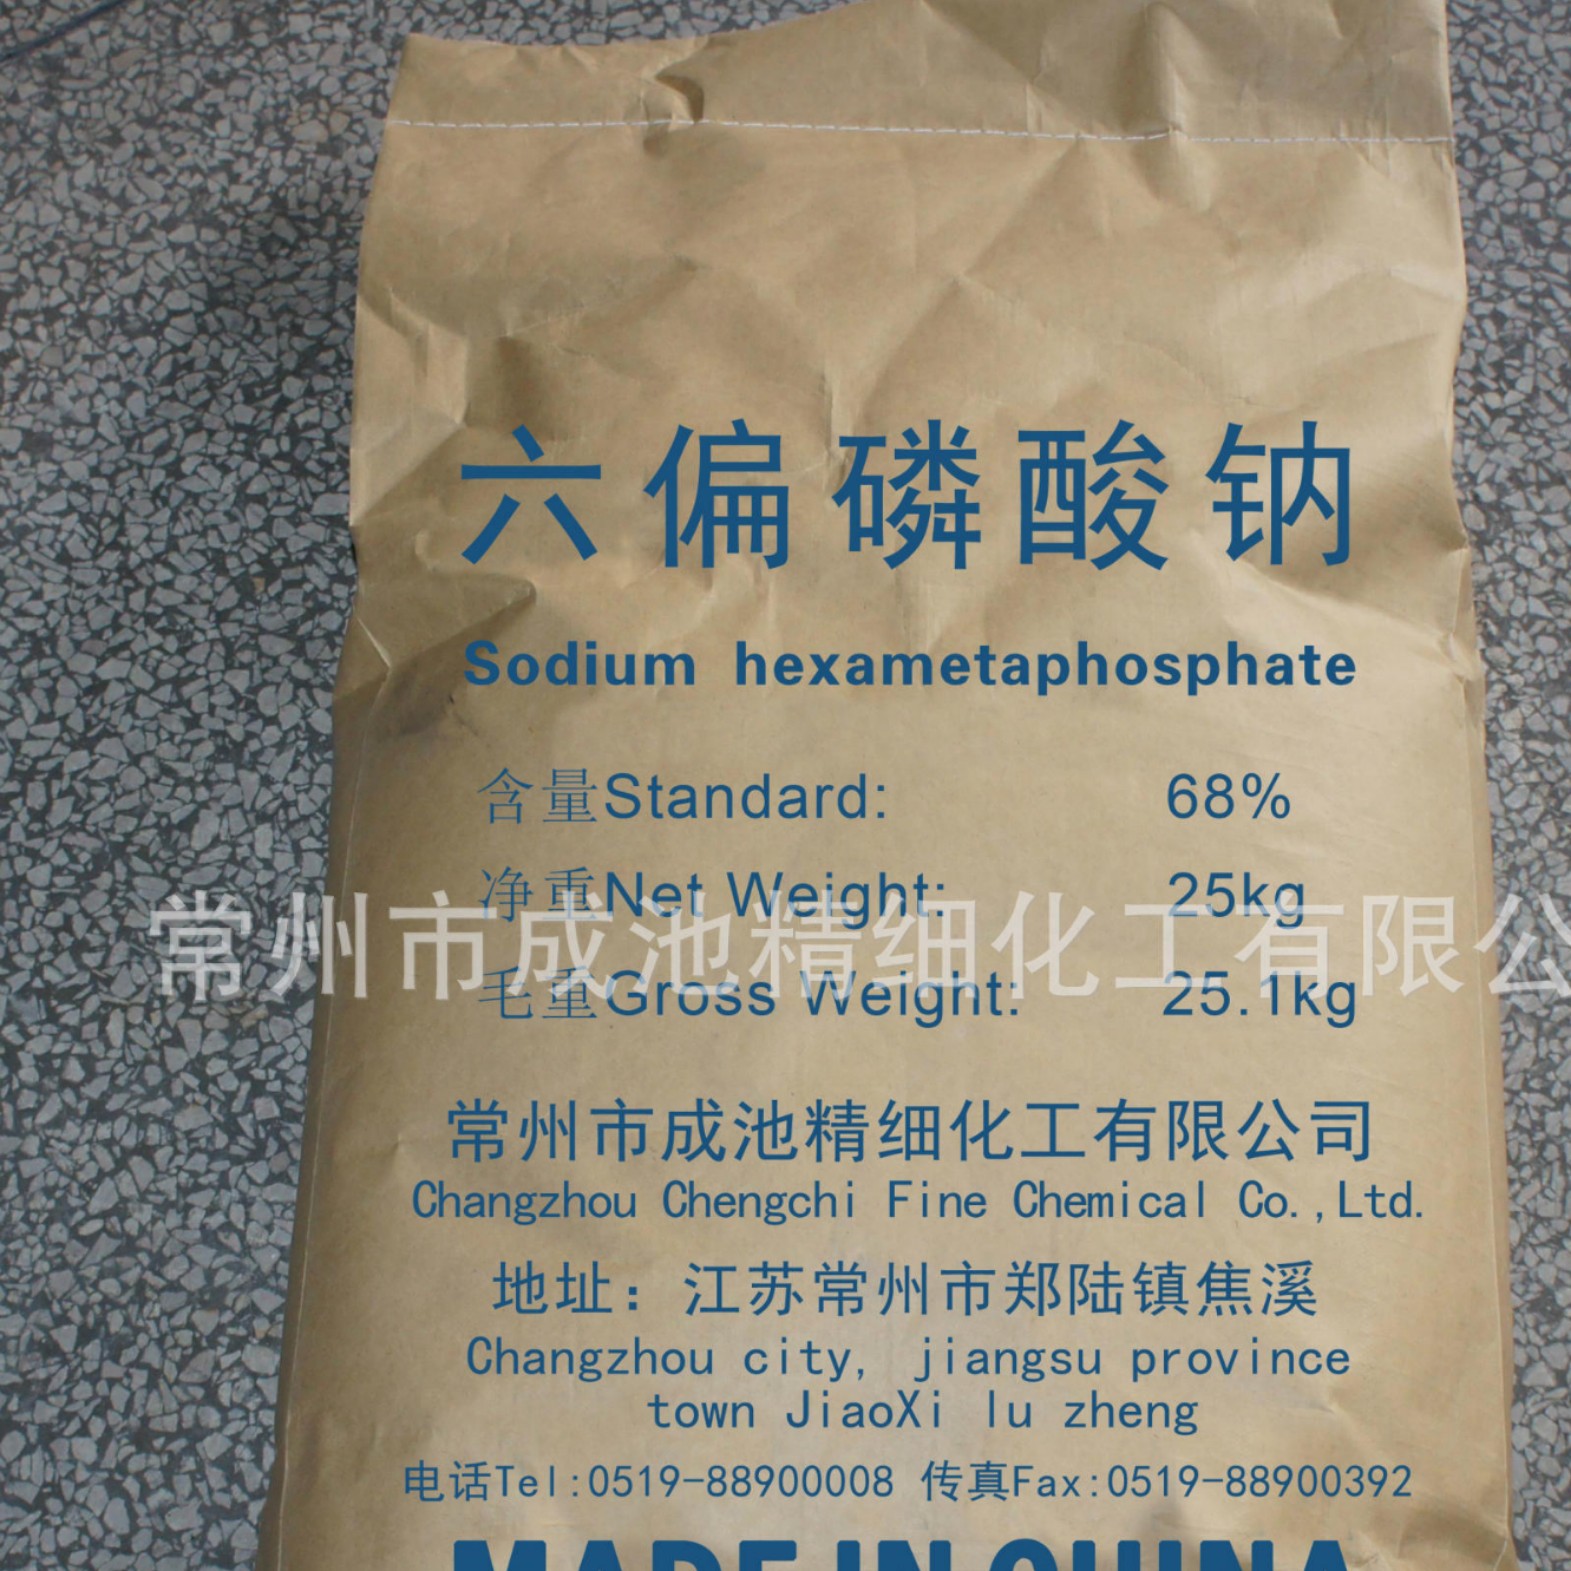 六偏磷酸钠
Sodium hexametaphosphate
含量Standard: 68%
净重Net Weight: 25kg
常州市成池精细化工有限公
毛重Gross Weight: 25.1kg
常州市成池精细化工有限公司
Changzhou Chengchi Fine Chemical Co.,Ltd.
地址：江苏常州市郑陆镇焦溪
Changzhou city, jiangsu province
town JiaoXi lu zheng
电话Tel:0519-88900008 传真Fax:0519-88900392
MADE IN CHINA